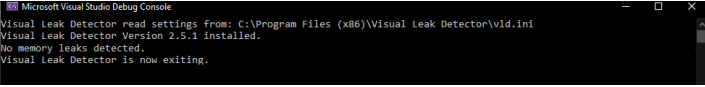 Microsoft Visual Studio Debug Console
Visual Leak Detector read settings from: C:\Program Files (x86)\Visual Leak Detector\vld.ini
Visual Leak Detector Version 2.5.1 installed.
No memory leaks detected.
Visual Leak Detector is now exiting.